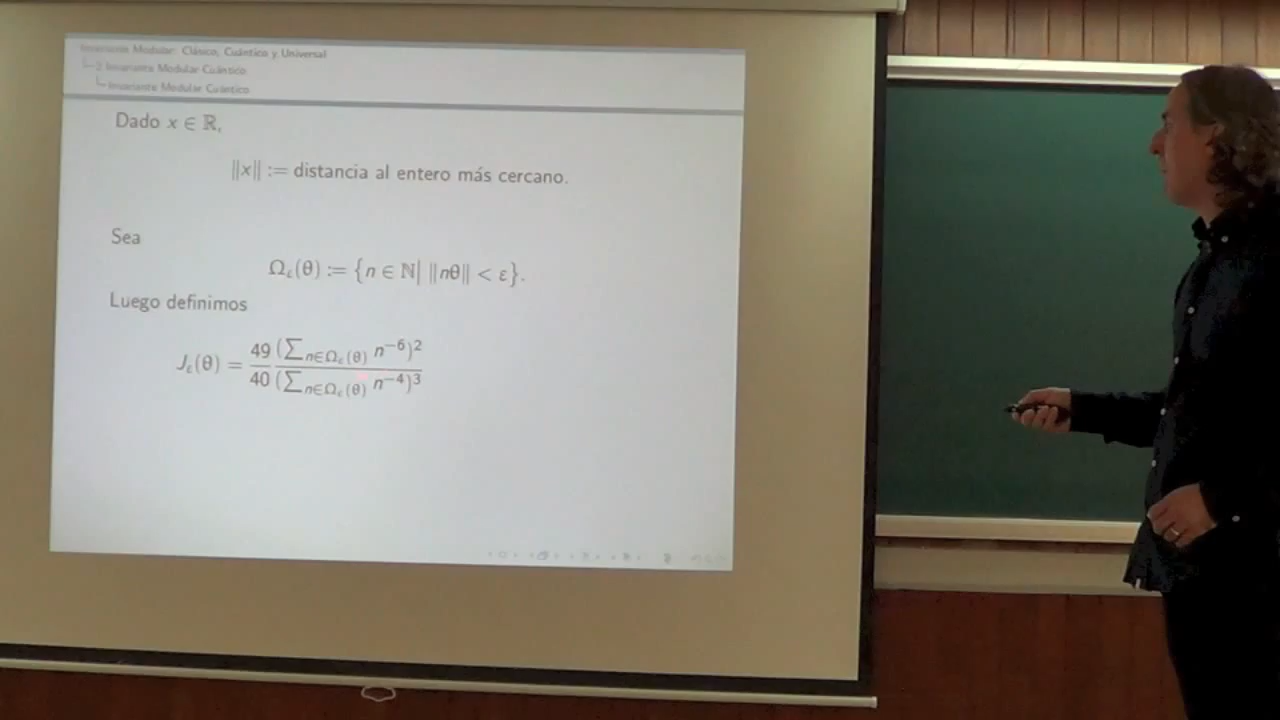 Invariante Modular: Clásico, Cuántico y Universal
2 Invariante Modular Cuántico
Invariante Modular Cuántico
Dado x ∈ ℝ,
‖x‖ := distancia al entero más cercano.
Sea
Ω_ε(θ) := {n ∈ ℕ| ‖nθ‖ < ε}.
Luego definimos
J_ε(θ) = 49/40 (∑_{n∈Ω_ε(θ)} n^{-6})^2 / (∑_{n∈Ω_ε(θ)} n^{-4})^3